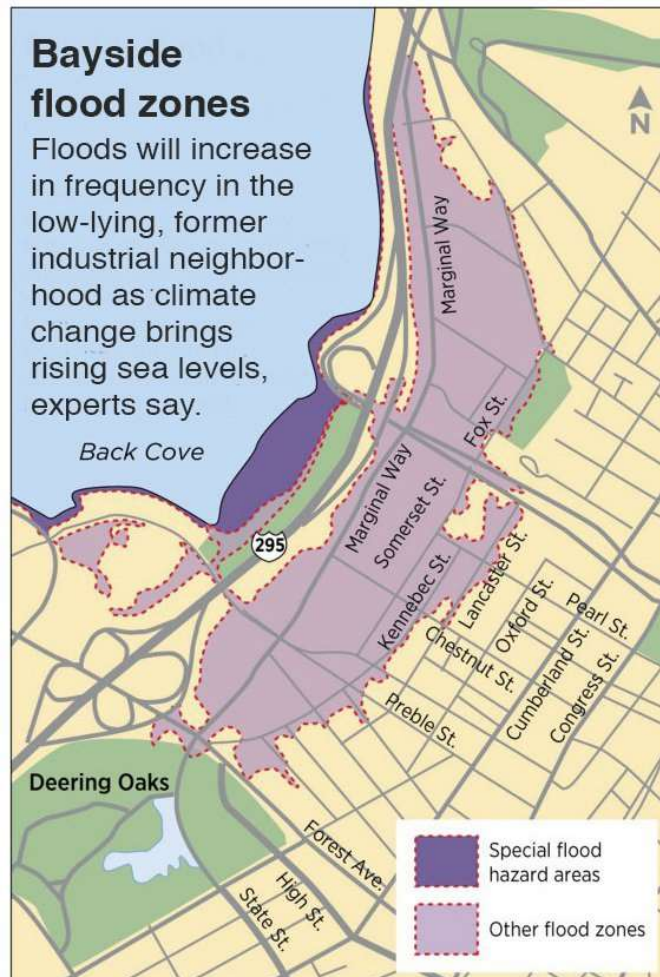 Bayside
flood zones
Floods will increase
in frequency in the
low-lying, former
industrial neighbor-
hood as climate
change brings
rising sea levels,
experts say.
Back Cove
N
Marginal Way
Fox St.
Marginal Way
Somerset St.
295
Kennebec St.
Lancaster St.
Oxford St.
Pearl St.
Chestnut St.
Cumberland St.
Congress St.
Preble St.
Deering Oaks
Forest Ave.
High St.
State St.
Special flood
hazard areas
Other flood zones